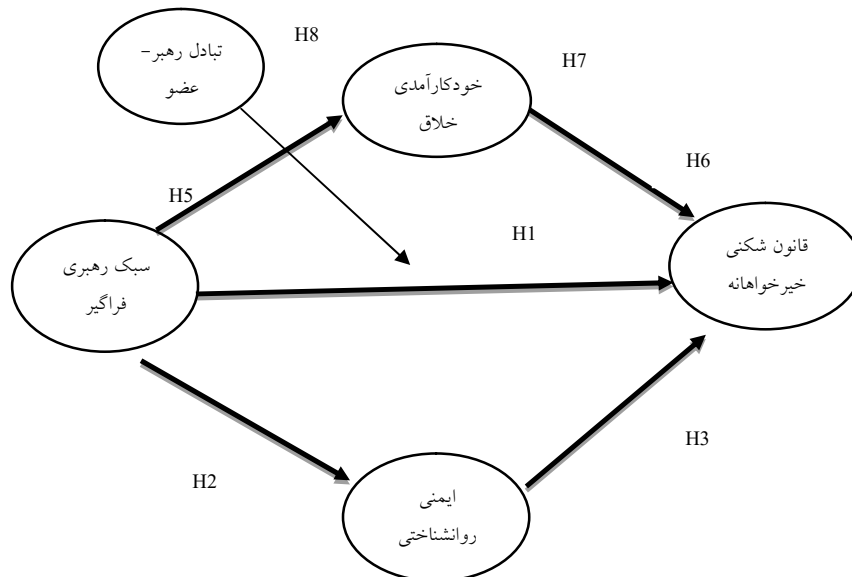 تبادل رهبر-
عضو
H8
خودکارآمدی
خلاق
H7
H6
H5
H1
قانون شکنی
خیرخواهانه
سبک رهبری
فراگیر
H3
H2
ایمنی
روانشناختی